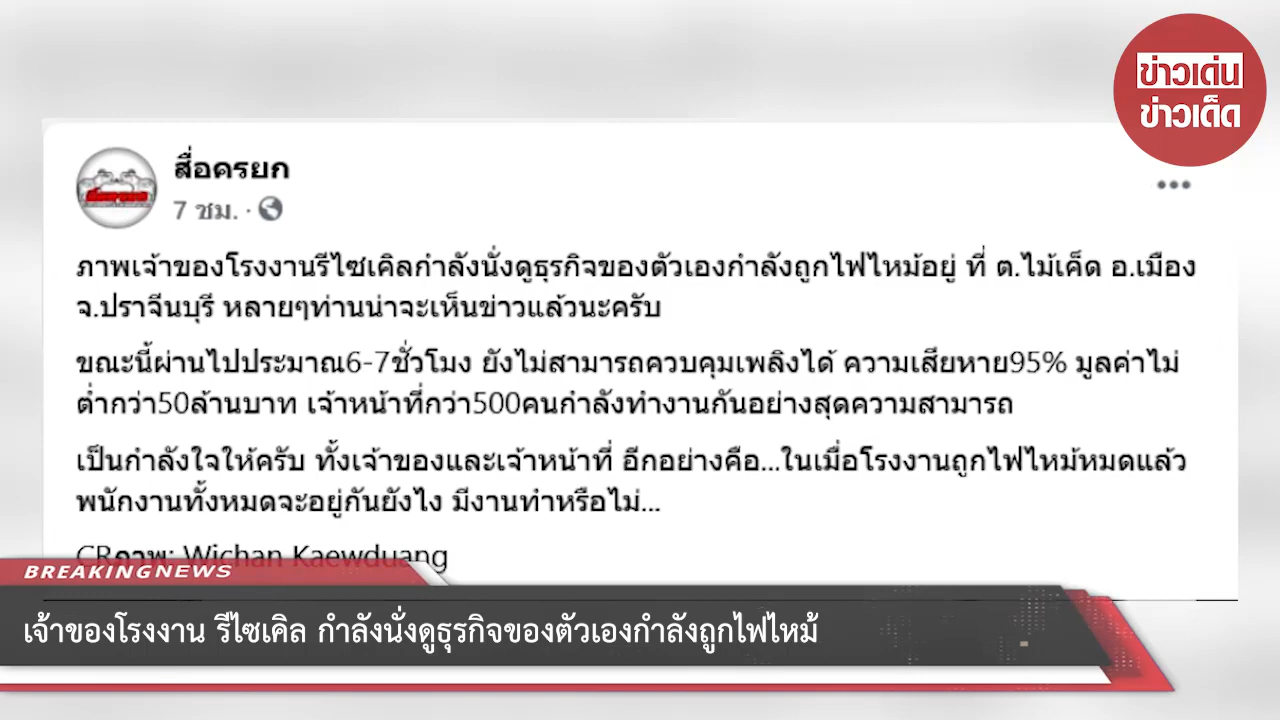 ข่าวเด่น
ข่าวเด็ด
สื่อครยก
7 ชม.
ภาพเจ้าของโรงงานรีไซเคิลกำลังนั่งดูธุรกิจของตัวเองกำลังถูกไฟไหม้อยู่ ที่ ต.ไม้เค็ด อ.เมือง
จ.ปราจีนบุรี หลายๆท่านน่าจะเห็นข่าวแล้วนะครับ
ขณะนี้ผ่านไปประมาณ6-7ชั่วโมง ยังไม่สามารถควบคุมเพลิงได้ ความเสียหาย95% มูลค่าไม่
ต่ำกว่า50ล้านบาท เจ้าหน้าที่กว่า500คนกำลังทำงานกันอย่างสุดความสามารถ
เป็นกำลังใจให้ครับ ทั้งเจ้าของและเจ้าหน้าที่ อีกอย่างคือ...ในเมื่อโรงงานถูกไฟไหม้หมดแล้ว
พนักงานทั้งหมดจะอยู่กันยังไง มีงานทำหรือไม่...
CRภาพ: Wichan Kaewduang
BREAKINGNEWS
เจ้าของโรงงาน รีไซเคิล กำลังนั่งดูธุรกิจของตัวเองกำลังถูกไฟไหม้